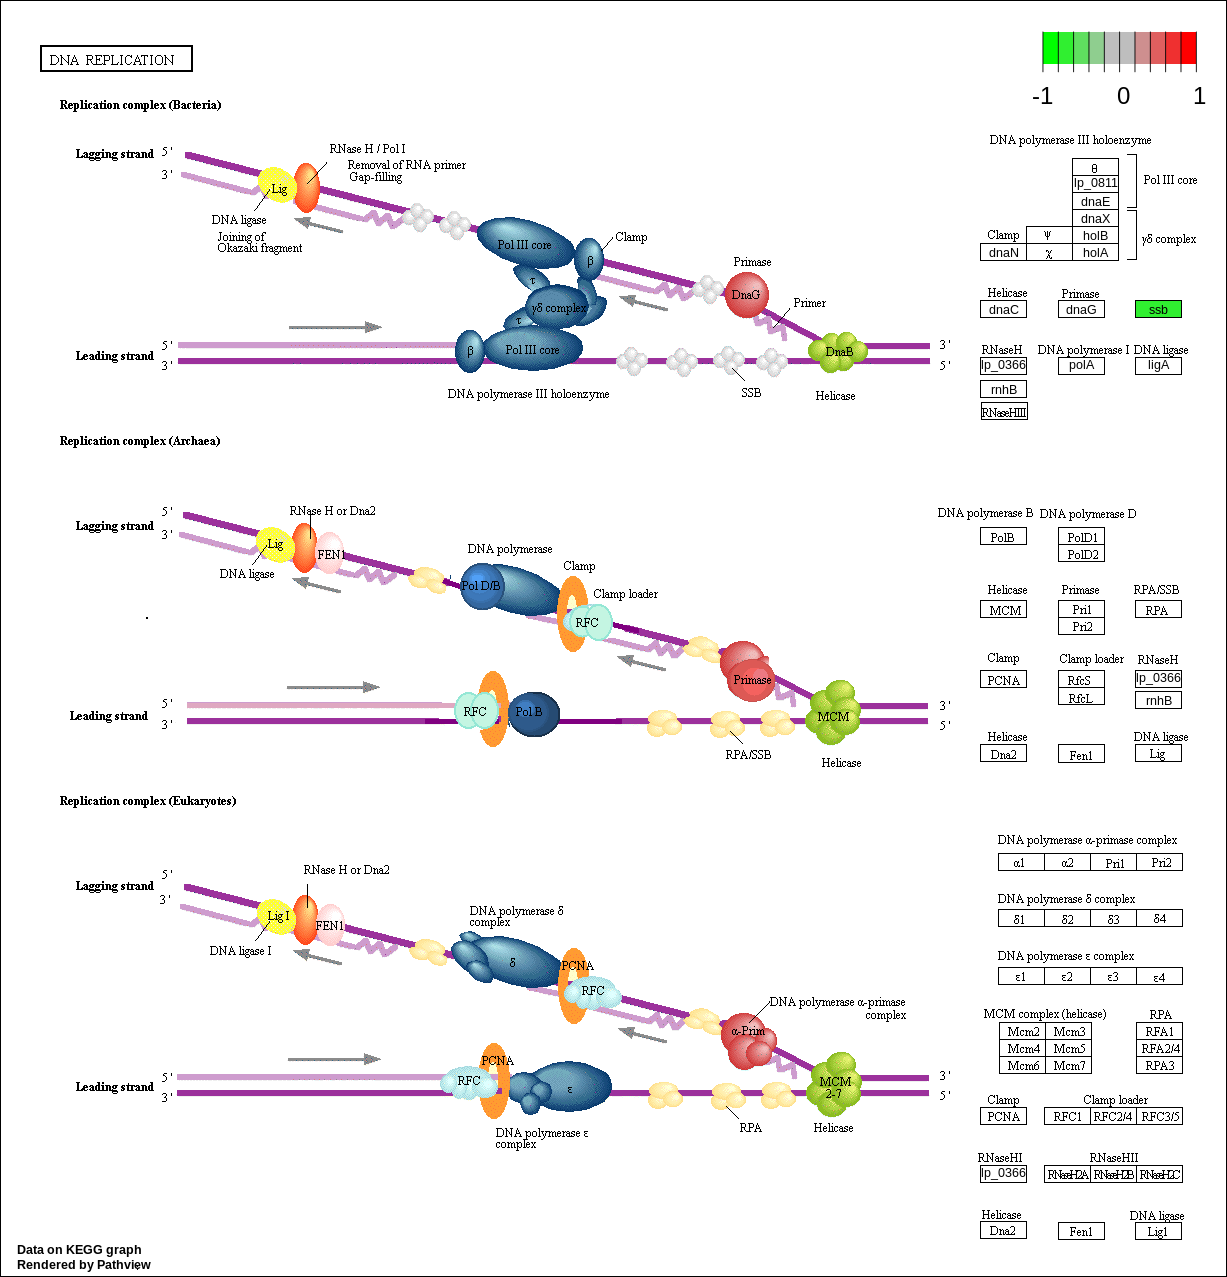 DNA REPLICATION
-1 0 1
Replication complex (Bacteria)
Lagging strand 5'
3'
RNase H / Pol I
Removal of RNA primer
Gap-filling
Lig
DNA ligase
Joining of
Okazaki fragment
Pol III core
Clamp
β
τ
γδ complex
τ
Primase
DnaG
Primer
5'
Leading strand
3'
β
Pol III core
DnaB
3'
5'
DNA polymerase III holoenzyme
SSB
Helicase
DNA polymerase III holoenzyme
θ
lp_0811
Pol III core
dnaE
dnaX
Clamp ψ holB
γδ complex
dnaN χ holA
Helicase Primase
dnaC dnaG ssb
RNaseH DNA polymerase I DNA ligase
lp_0366 polA ligA
rnhB
RNaseHIII
Replication complex (Archaea)
Lagging strand 5'
3'
RNase H or Dna2
Lig
FEN1
DNA ligase
DNA polymerase
Pol D/B
Clamp
Clamp loader
RFC
Primase
5'
Leading strand
3'
RFC
Pol B
MCM
3'
5'
RPA/SSB
Helicase
DNA polymerase B DNA polymerase D
PolB PolD1
PolD2
Helicase Primase RPA/SSB
MCM Pri1 RPA
Pri2
Clamp Clamp loader RNaseH
PCNA RfcS lp_0366
RfcL rnhB
Helicase DNA ligase
Dna2 Fen1 Lig
Replication complex (Eukaryotes)
Lagging strand 5'
3'
RNase H or Dna2
Lig I
FEN1
DNA ligase I
DNA polymerase δ
complex
δ
PCNA
RFC
DNA polymerase α-primase
complex
α-Prim
5'
Leading strand
3'
PCNA
RFC
ε
MCM
2-7
3'
5'
DNA polymerase ε
complex
RPA
Helicase
DNA polymerase α-primase complex
α1 α2 Pri1 Pri2
DNA polymerase δ complex
δ1 δ2 δ3 δ4
DNA polymerase ε complex
ε1 ε2 ε3 ε4
MCM complex (helicase) RPA
Mcm2 Mcm3 RFA1
Mcm4 Mcm5 RFA2/4
Mcm6 Mcm7 RPA3
Clamp Clamp loader
PCNA RFC1 RFC2/4 RFC3/5
RNaseHI RNaseHII
lp_0366 RNaseH2A RNaseH2B RNaseH2C
Helicase DNA ligase
Dna2 Fen1 Lig1
Data on KEGG graph
Rendered by Pathview